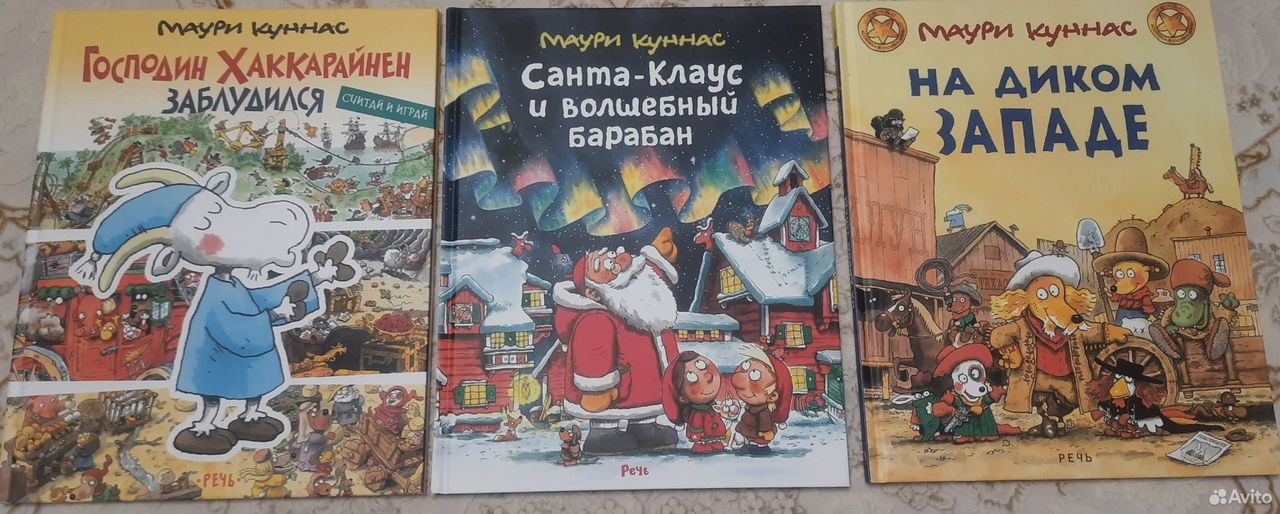 МАУРИ КУННАС
ГОСПОДИН ХАККАРАЙНЕН
ЗАБЛУДИЛСЯ
СЧИТАЙ И ИГРАЙ
·РЕЧЬ·
МАУРИ КУННАС
САНТА-КЛАУС
И ВОЛШЕБНЫЙ
БАРАБАН
РЕЧЬ
МАУРИ КУННАС
НА ДИКОМ
ЗАПАДЕ
ТЕХАС
РЕЧЬ
Avito